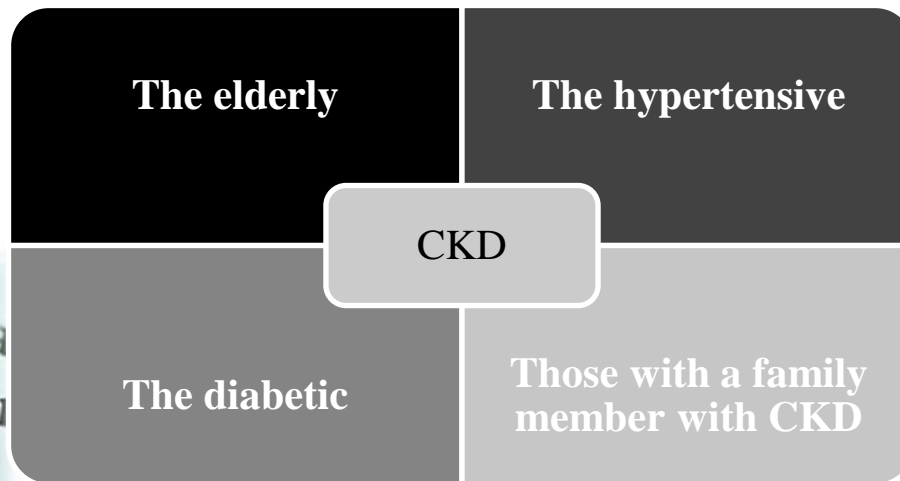 The elderly
The hypertensive
CKD
The diabetic
Those with a family
member with CKD